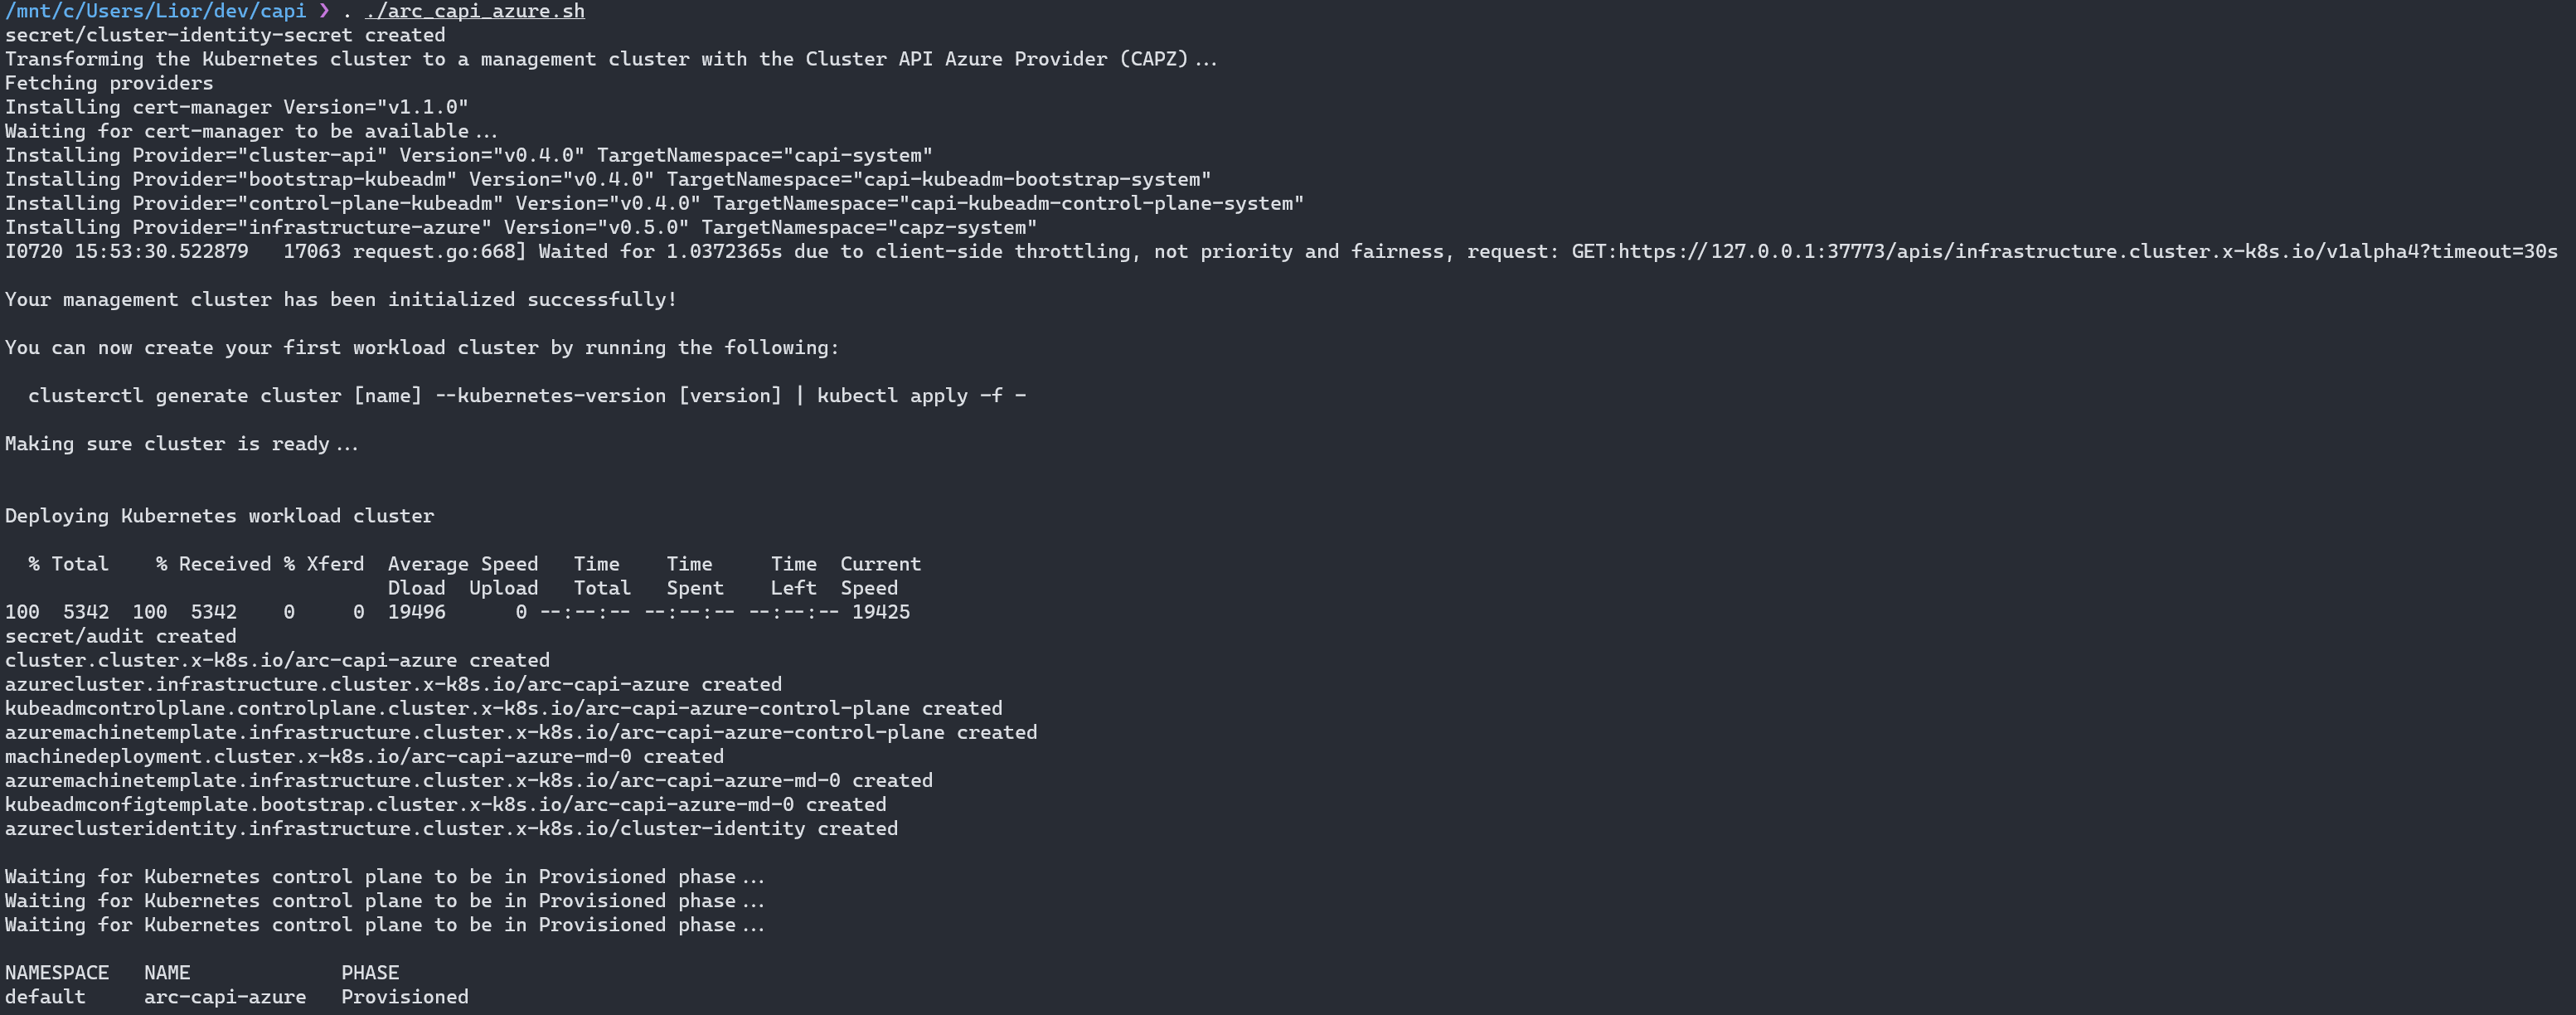 /mnt/c/Users/Lior/dev/capi ❯ . ./arc_capi_azure.sh
secret/cluster-identity-secret created
Transforming the Kubernetes cluster to a management cluster with the Cluster API Azure Provider (CAPZ)...
Fetching providers
Installing cert-manager Version="v1.1.0"
Waiting for cert-manager to be available...
Installing Provider="cluster-api" Version="v0.4.0" TargetNamespace="capi-system"
Installing Provider="bootstrap-kubeadm" Version="v0.4.0" TargetNamespace="capi-kubeadm-bootstrap-system"
Installing Provider="control-plane-kubeadm" Version="v0.4.0" TargetNamespace="capi-kubeadm-control-plane-system"
Installing Provider="infrastructure-azure" Version="v0.5.0" TargetNamespace="capz-system"
I0720 15:53:30.522879   17063 request.go:668] Waited for 1.0372365s due to client-side throttling, not priority and fairness, request: GET:https://127.0.0.1:37773/apis/infrastructure.cluster.x-k8s.io/v1alpha4?timeout=30s
Your management cluster has been initialized successfully!
You can now create your first workload cluster by running the following:
  clusterctl generate cluster [name] --kubernetes-version [version] | kubectl apply -f -
Making sure cluster is ready...
Deploying Kubernetes workload cluster
  % Total    % Received % Xferd  Average Speed   Time    Time     Time  Current
                                 Dload  Upload   Total   Spent    Left  Speed
100  5342  100  5342    0     0  19496      0 --:--:-- --:--:-- --:--:-- 19425
secret/audit created
cluster.cluster.x-k8s.io/arc-capi-azure created
azurecluster.infrastructure.cluster.x-k8s.io/arc-capi-azure created
kubeadmcontrolplane.controlplane.cluster.x-k8s.io/arc-capi-azure-control-plane created
azuremachinetemplate.infrastructure.cluster.x-k8s.io/arc-capi-azure-control-plane created
machinedeployment.cluster.x-k8s.io/arc-capi-azure-md-0 created
azuremachinetemplate.infrastructure.cluster.x-k8s.io/arc-capi-azure-md-0 created
kubeadmconfigtemplate.bootstrap.cluster.x-k8s.io/arc-capi-azure-md-0 created
azureclusteridentity.infrastructure.cluster.x-k8s.io/cluster-identity created
Waiting for Kubernetes control plane to be in Provisioned phase...
Waiting for Kubernetes control plane to be in Provisioned phase...
Waiting for Kubernetes control plane to be in Provisioned phase...
NAMESPACE   NAME             PHASE
default     arc-capi-azure   Provisioned